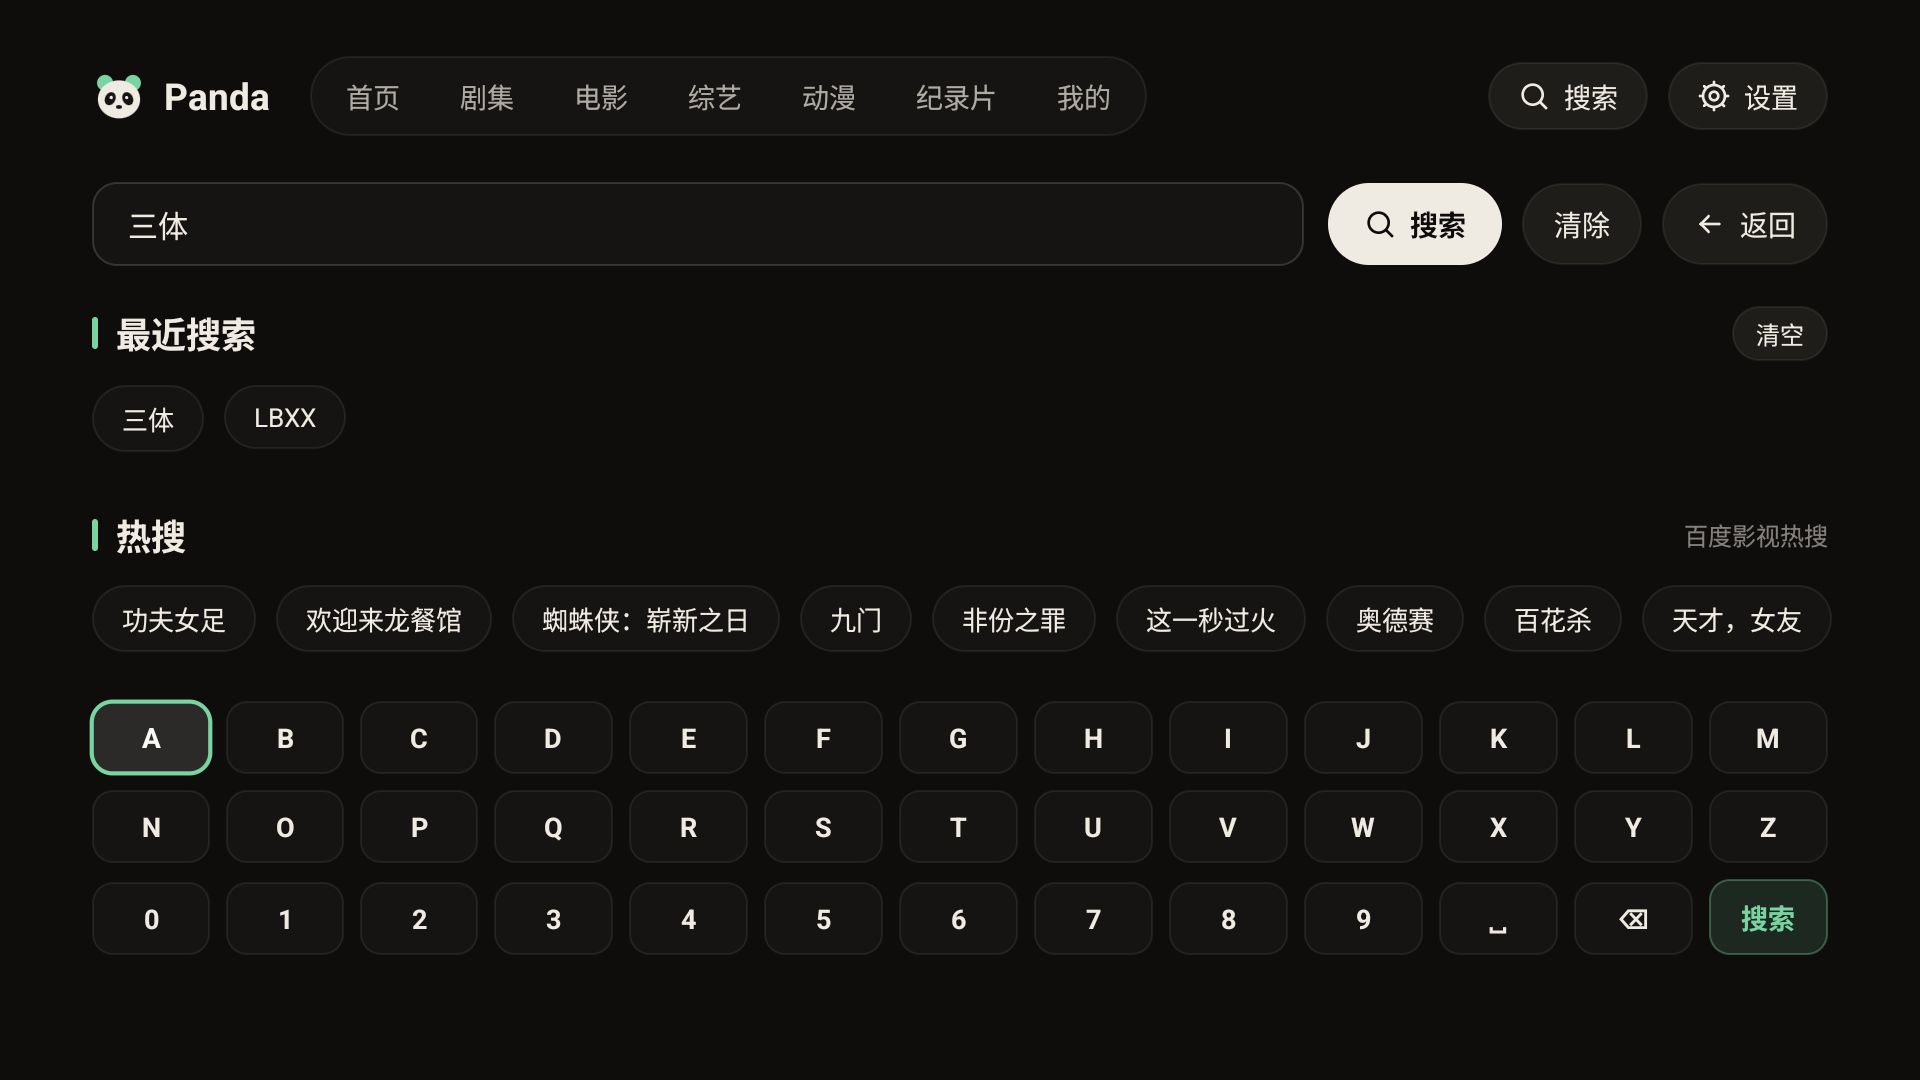 Panda 首页 剧集 电影 综艺 动漫 纪录片 我的 搜索 设置
三体 搜索 清除 返回
最近搜索 清空
三体 LBXX
热搜 百度影视热搜
功夫女足 欢迎来龙餐馆 蜘蛛侠：崭新之日 九门 非份之罪 这一秒过火 奥德赛 百花杀 天才，女友
A B C D E F G H I J K L M
N O P Q R S T U V W X Y Z
0 1 2 3 4 5 6 7 8 9 ␣ ⌫ 搜索